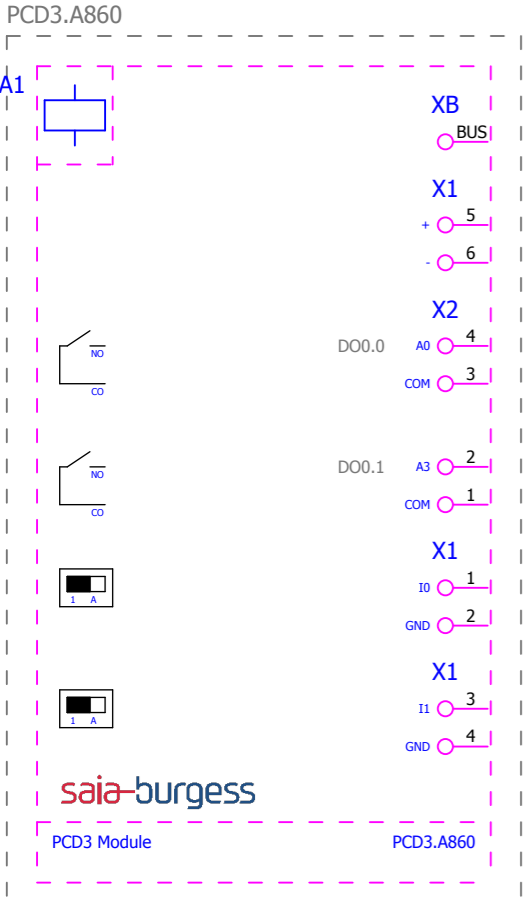 PCD3.A860
A1
XB
BUS
X1
+ 5
- 6
X2
DO0.0 A0 4
NO
COM 3
CO
DO0.1 A3 2
NO
COM 1
CO
X1
I0 1
1 A
GND 2
X1
I1 3
1 A
GND 4
saia-burgess
PCD3 Module PCD3.A860